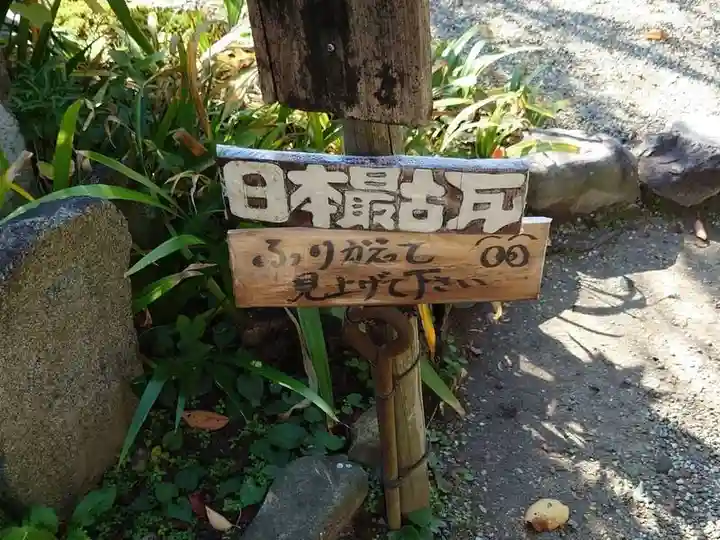 日本最古瓦
ふりかえって
見上げて下さい